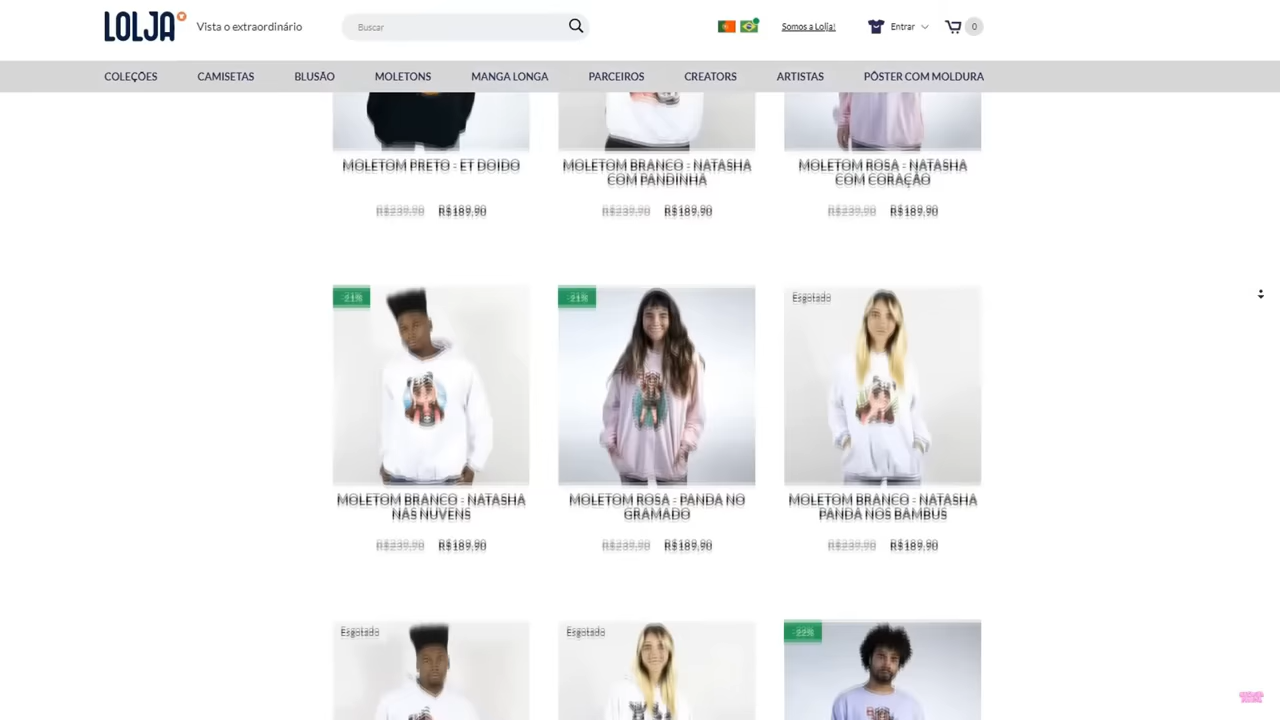 LOLJA
Vista o extraordinário
Buscar
Somos a Lolja!
Entrar
0
COLEÇÕES
CAMISETAS
BLUSÃO
MOLETONS
MANGA LONGA
PARCEIROS
CREATORS
ARTISTAS
PÔSTER COM MOLDURA
MOLETOM PRETO - ET DOIDO
MOLETOM BRANCO - NATASHA
COM PANDINHA
MOLETOM ROSA - NATASHA
COM CORAÇÃO
R$239,90 R$189,90
R$239,90 R$189,90
R$239,90 R$189,90
-21%
-21%
Esgotado
MOLETOM BRANCO - NATASHA
NAS NUVENS
MOLETOM ROSA - PANDA NO
GRAMADO
MOLETOM BRANCO - NATASHA
PANDA NOS BAMBUS
R$239,90 R$189,90
R$239,90 R$189,90
R$239,90 R$189,90
Esgotado
Esgotado
-22%